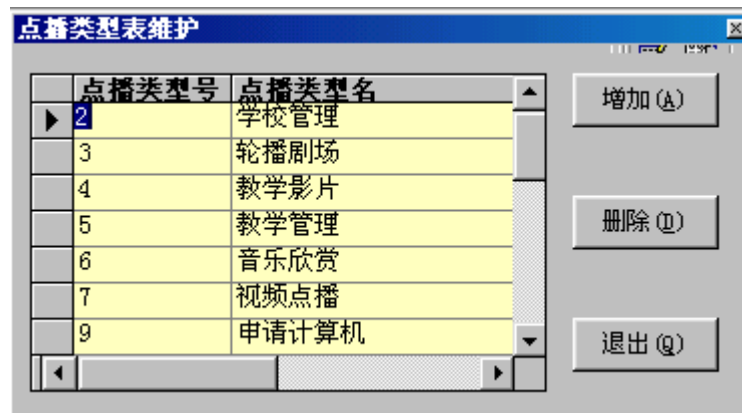 点播类型表维护
点播类型号 点播类型名
2 学校管理
3 轮播剧场
4 教学影片
5 教学管理
6 音乐欣赏
7 视频点播
9 申请计算机
增加(A)
删除(D)
退出(Q)